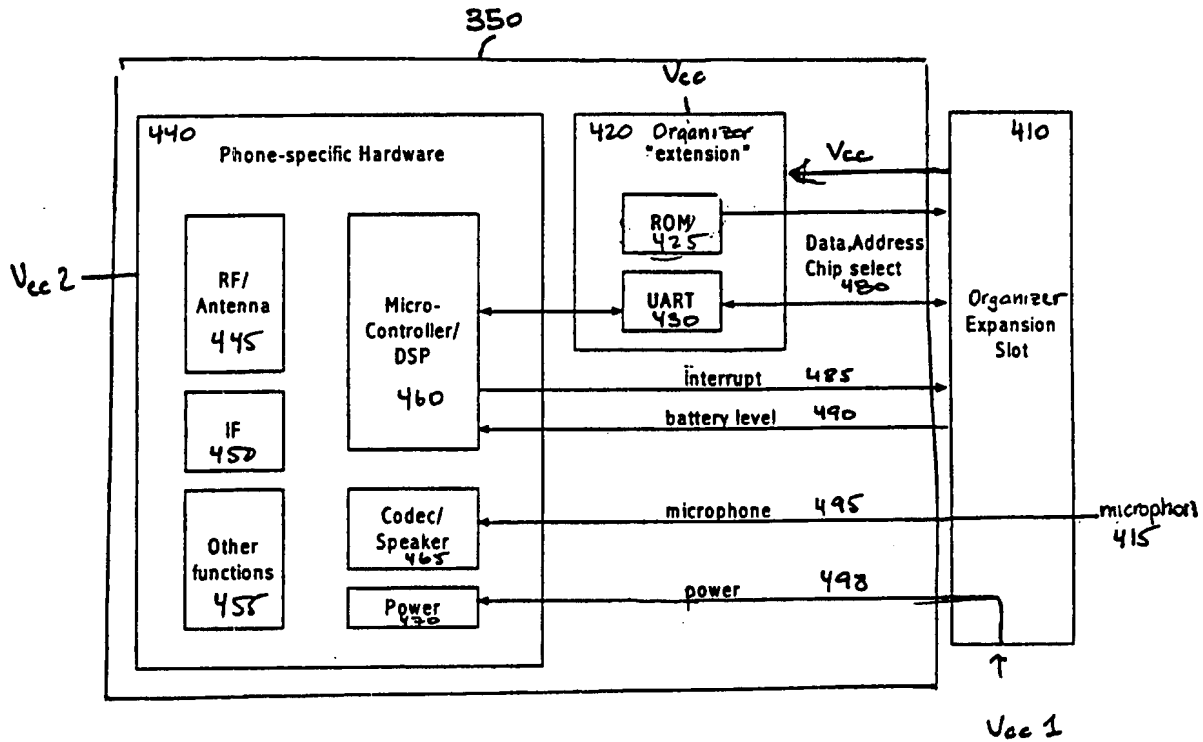 350
Vcc
440
Phone-specific Hardware
420 Organizer
"extension"
410
Vcc
ROM/
425
Data,Address
Chip select
480
UART
430
Vcc 2
RF/
Antenna
445
Micro-
Controller/
DSP
460
Organizer
Expansion
Slot
interrupt 485
battery level 490
IF
450
Codec/
Speaker
465
microphone 495
microphon
415
Other
functions
455
Power
470
power 498
Vcc 1